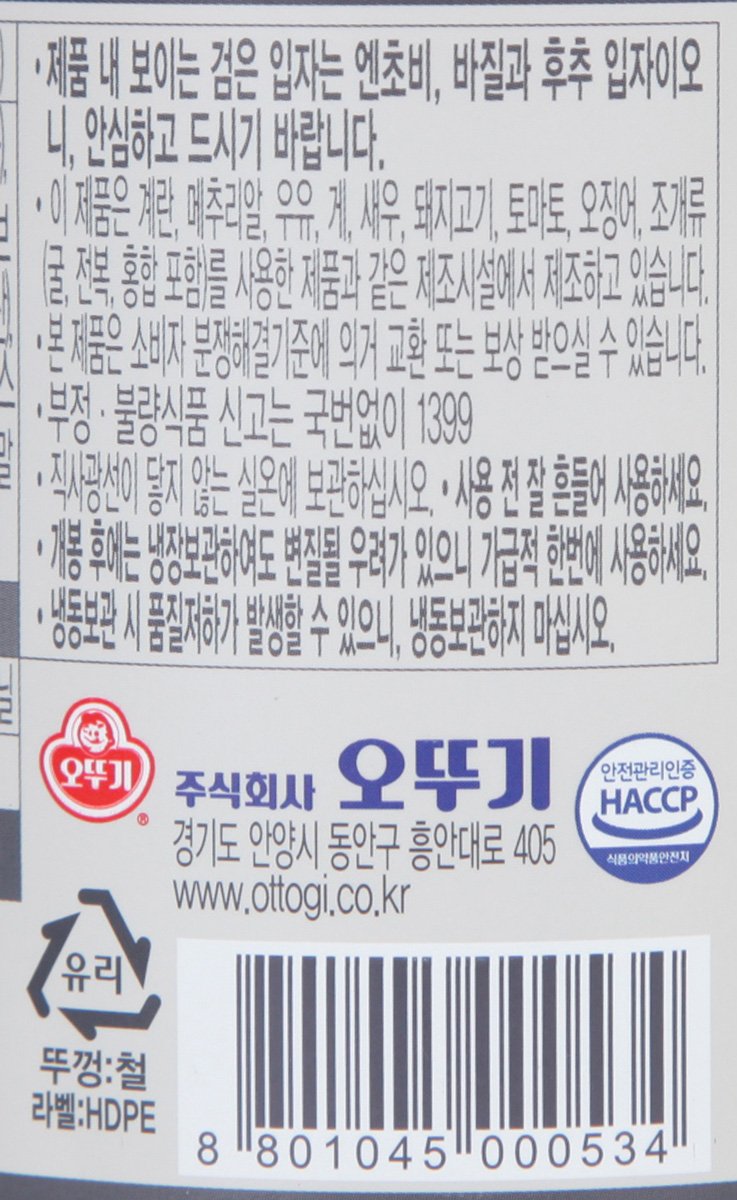 •제품 내 보이는 검은 입자는 엔초비, 바질과 후추 입자이오
니, 안심하고 드시기 바랍니다.
• 이 제품은 계란, 메추리알, 우유, 게, 새우, 돼지고기, 토마토, 오징어, 조개류
(굴, 전복, 홍합 포함)를 사용한 제품과 같은 제조시설에서 제조하고 있습니다.
•본 제품은 소비자 분쟁해결기준에 의거 교환 또는 보상 받으실 수 있습니다.
•부정·불량식품 신고는 국번없이 1399
•직사광선이 닿지 않는 실온에 보관하십시오. •사용 전 잘 흔들어 사용하세요.
•개봉 후에는 냉장보관하여도 변질될 우려가 있으니 가급적 한번에 사용하세요.
•냉동보관 시 품질저하가 발생할 수 있으니, 냉동보관하지 마십시오.
오뚜기 ®
주식회사 오뚜기
경기도 안양시 동안구 흥안대로 405
www.ottogi.co.kr
안전관리인증
HACCP
식품의약품안전처
유리
뚜껑:철
라벨:HDPE
8 801045 000534